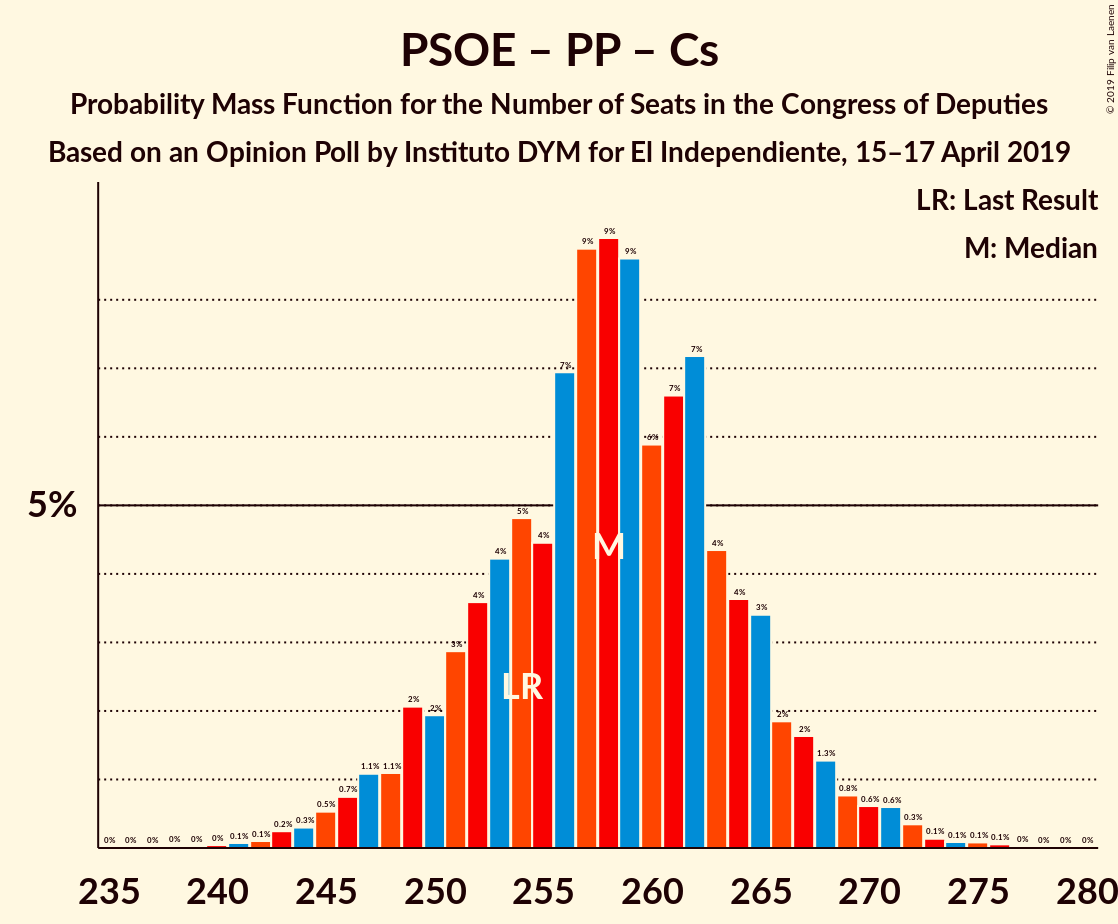 PSOE – PP – Cs
Probability Mass Function for the Number of Seats in the Congress of Deputies
Based on an Opinion Poll by Instituto DYM for El Independiente, 15–17 April 2019
© 2019 Filip van Laenen
LR: Last Result
M: Median
5%
0% 0% 0% 0% 0% 0% 0.1% 0.1% 0.2% 0.3% 0.5% 0.7% 1.1% 1.1% 2% 2% 3% 4% 4% 5% 4% 7% 9% 9% 9% 6% 7% 7% 4% 4% 3% 2% 2% 1.3% 0.8% 0.6% 0.6% 0.3% 0.1% 0.1% 0.1% 0.1% 0% 0% 0% 0%
M
LR
235 240 245 250 255 260 265 270 275 280